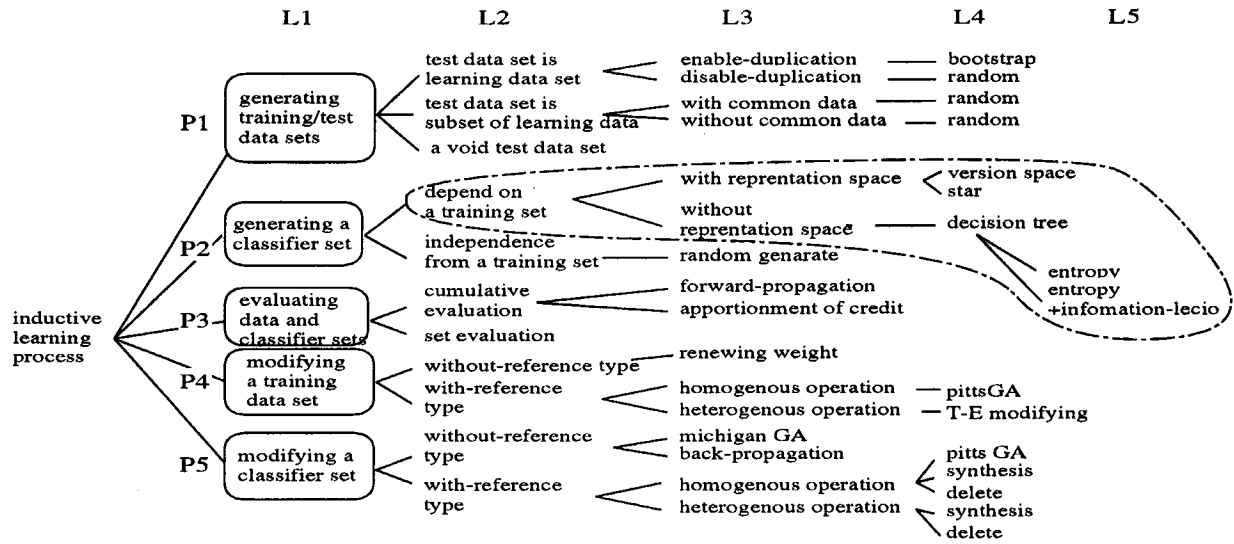 L1 L2 L3 L4 L5
inductive
learning
process
P1
generating
training/test
data sets
test data set is
learning data set
enable-duplication
bootstrap
disable-duplication
random
test data set is
subset of learning data
with common data
random
without common data
random
a void test data set
P2
generating a
classifier set
depend on
a training set
with reprentation space
version space
star
without
reprentation space
decision tree
entropy
entropy
+infomation-lecio
independence
from a training set
random genarate
P3
evaluating
data and
classifier sets
cumulative
evaluation
forward-propagation
apportionment of credit
set evaluation
P4
modifying
a training
data set
without-reference type
renewing weight
with-reference
type
homogenous operation
pittsGA
heterogenous operation
T-E modifying
P5
modifying a
classifier set
without-reference
type
michigan GA
back-propagation
with-reference
type
homogenous operation
pitts GA
synthesis
delete
heterogenous operation
synthesis
delete